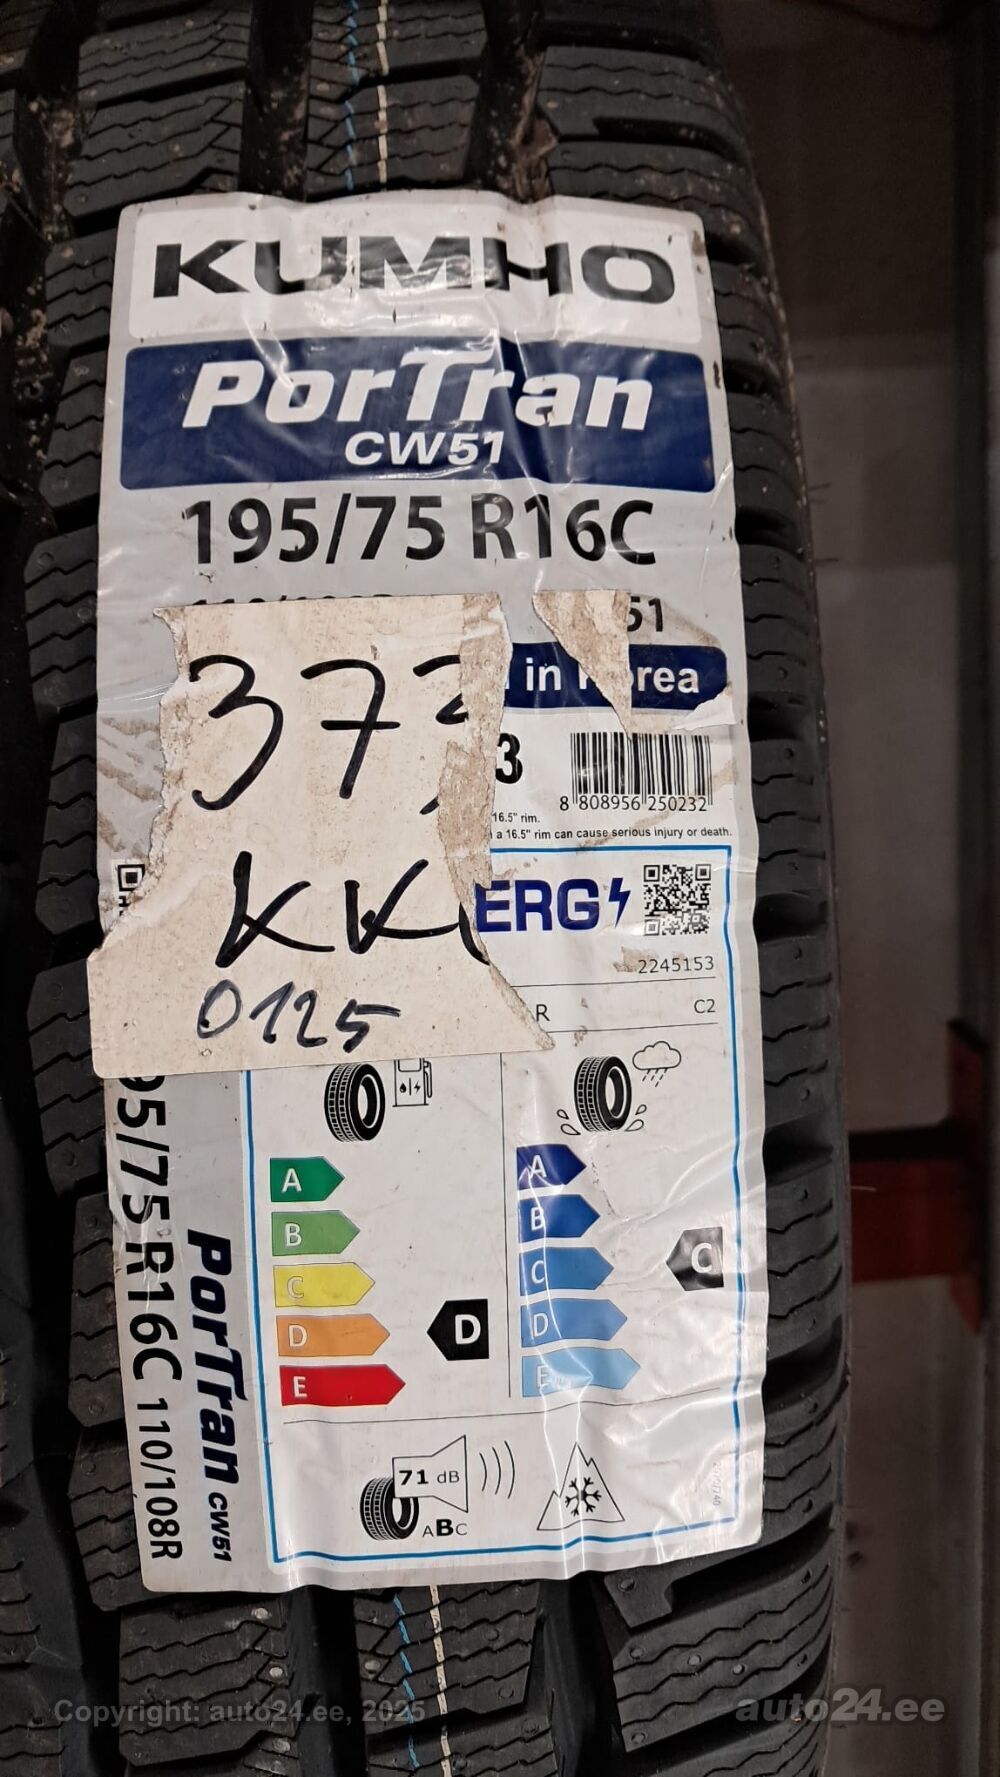 KUMHO
PorTran
CW51
195/75 R16C
51
in Korea
3
8 808956 250232
16.5" rim.
a 16.5" rim can cause serious injury or death.
37
KK
0125
ERG
2245153
R C2
A A
B B
C C C
D D D
E E
71 dB
ABC
95/75 R16C 110/108R
PorTran CW51
Copyright: auto24.ee, 2025
auto24.ee